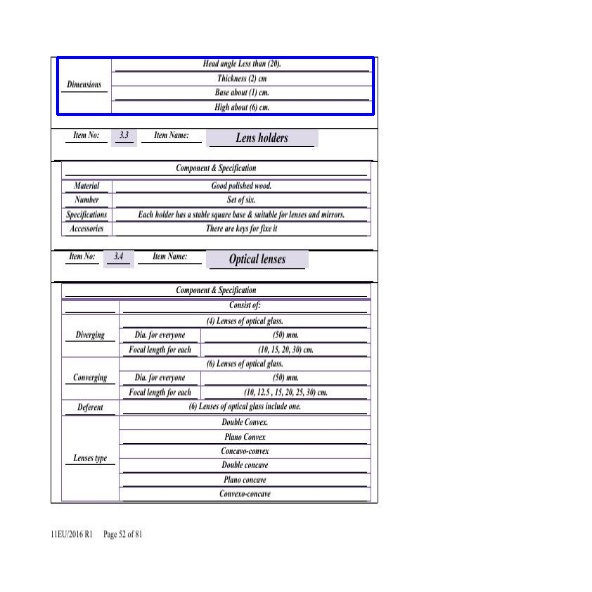 Head angle Less than (20).
Dimensions
Thickness (2) cm
Base about (1) cm.
High about (6) cm.
Item No: 3.3 Item Name: Lens holders
Component & Specification
Material Good polished wood.
Number Set of six.
Specifications Each holder has a stable square base & suitable for lenses and mirrors.
Accessories There are keys for fixe it
Item No: 3.4 Item Name: Optical lenses
Component & Specification
Consist of:
(4) Lenses of optical glass.
Diverging Dia. for everyone (50) mm.
Focal length for each (10, 15, 20, 30) cm.
(6) Lenses of optical glass.
Converging Dia. for everyone (50) mm.
Focal length for each (10, 12.5 , 15, 20, 25, 30) cm.
Deferent (6) Lenses of optical glass include one.
Double Convex.
Plano Convex
Concavo-convex
Lenses type
Double concave
Plano concave
Convexo-concave
11EU/2016 R1 Page 52 of 81